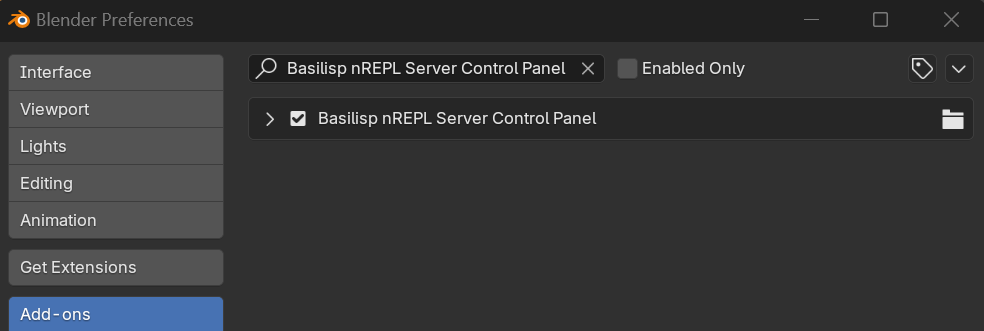 Blender Preferences
Interface
Viewport
Lights
Editing
Animation
Get Extensions
Add-ons
Basilisp nREPL Server Control Panel
Enabled Only
Basilisp nREPL Server Control Panel